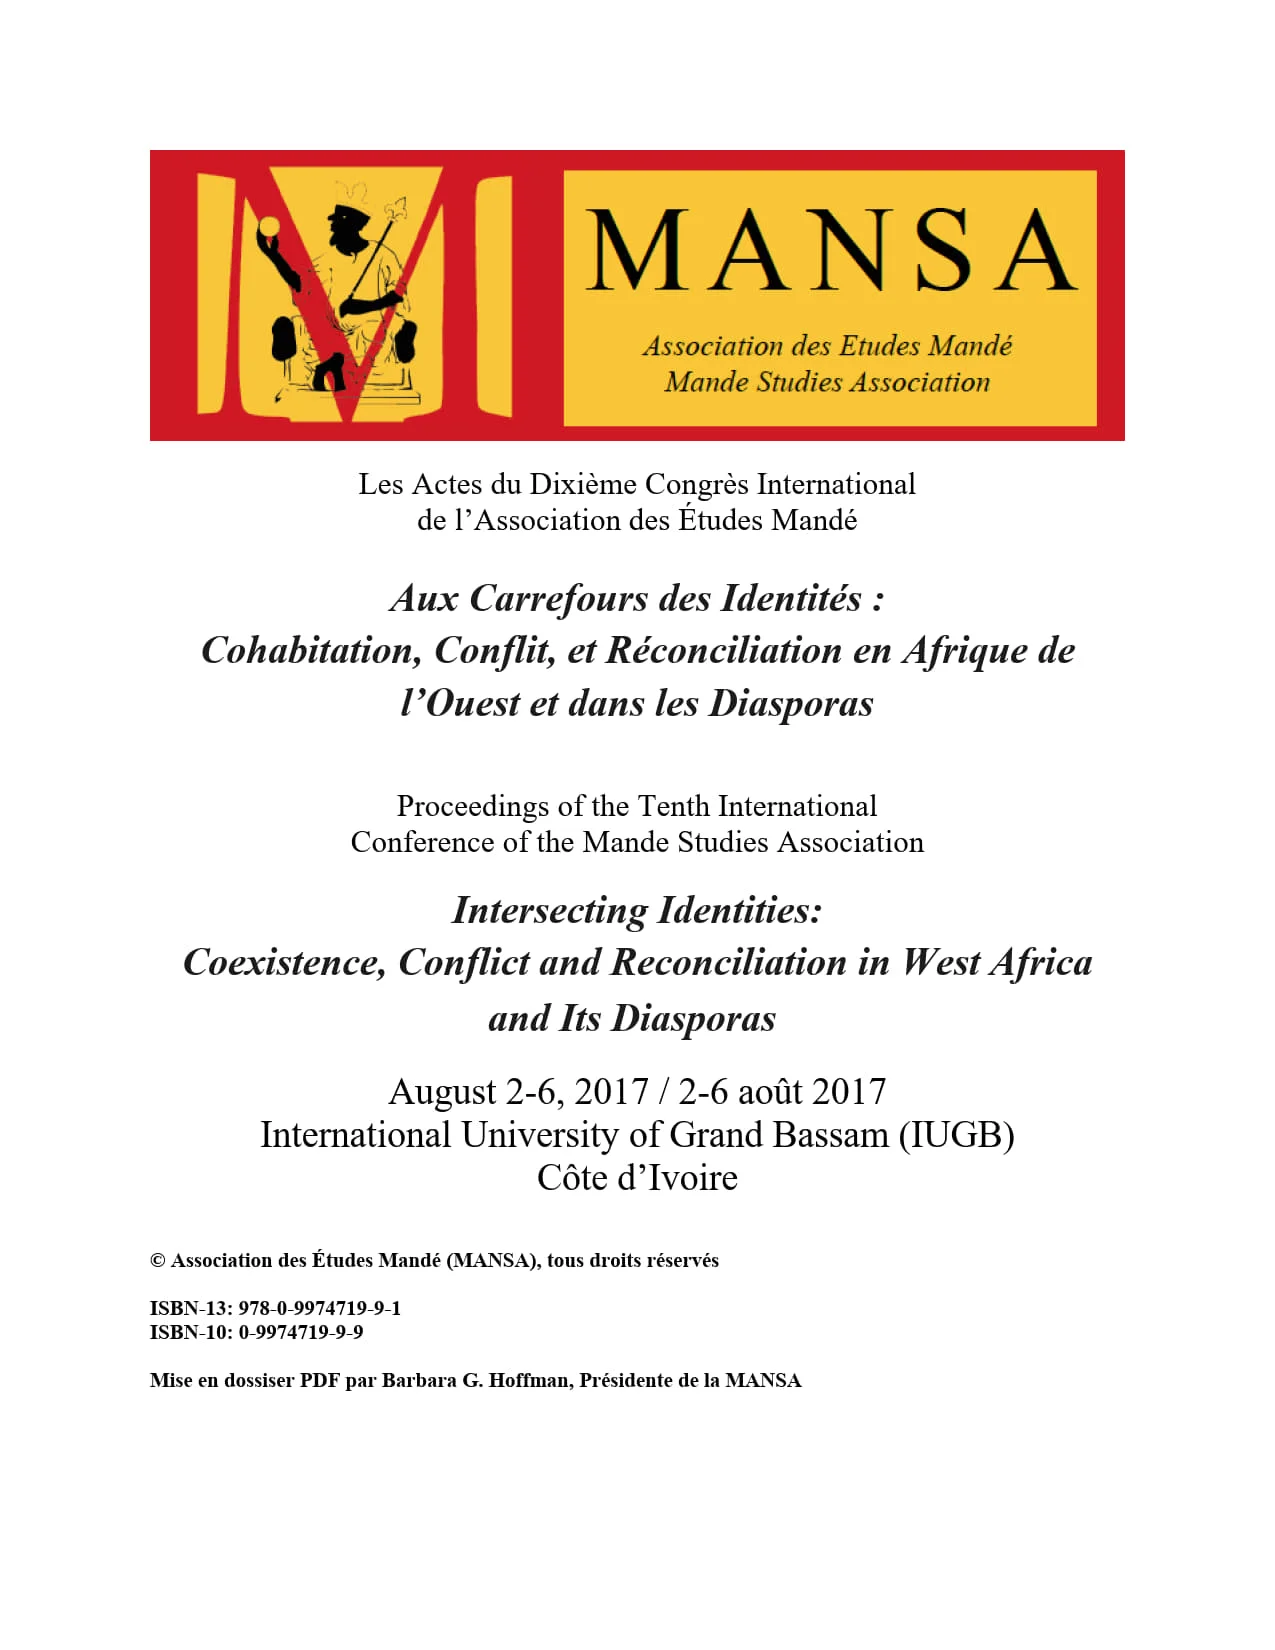 MANSA
Association des Etudes Mandé
Mande Studies Association
Les Actes du Dixième Congrès International
de l’Association des Études Mandé
Aux Carrefours des Identités :
Cohabitation, Conflit, et Réconciliation en Afrique de
l’Ouest et dans les Diasporas
Proceedings of the Tenth International
Conference of the Mande Studies Association
Intersecting Identities:
Coexistence, Conflict and Reconciliation in West Africa
and Its Diasporas
August 2-6, 2017 / 2-6 août 2017
International University of Grand Bassam (IUGB)
Côte d’Ivoire
© Association des Études Mandé (MANSA), tous droits réservés
ISBN-13: 978-0-9974719-9-1
ISBN-10: 0-9974719-9-9
Mise en dossiser PDF par Barbara G. Hoffman, Présidente de la MANSA